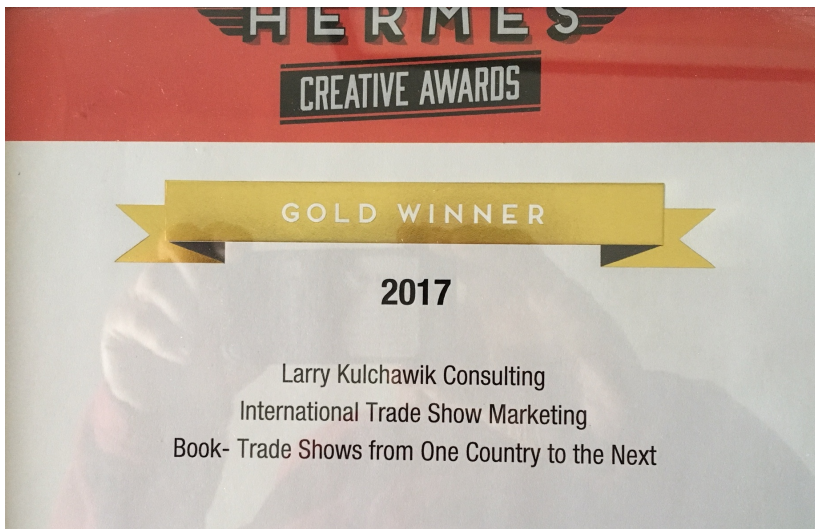 HERMES
CREATIVE AWARDS
GOLD WINNER
2017
Larry Kulchawik Consulting
International Trade Show Marketing
Book- Trade Shows from One Country to the Next